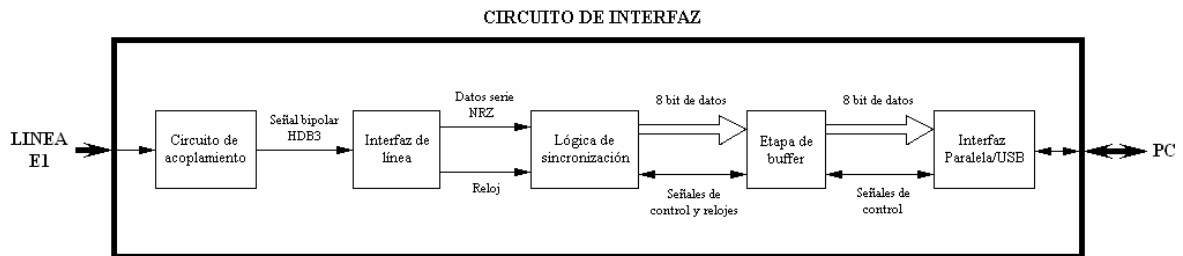 CIRCUITO DE INTERFAZ
LINEA
E1
Circuito de
acoplamiento
Señal bipolar
HDB3
Interfaz de
línea
Datos serie
NRZ
Reloj
Lógica de
sincronización
8 bit de datos
Señales de
control y relojes
Etapa de
buffer
8 bit de datos
Señales de
control
Interfaz
Paralela/USB
PC